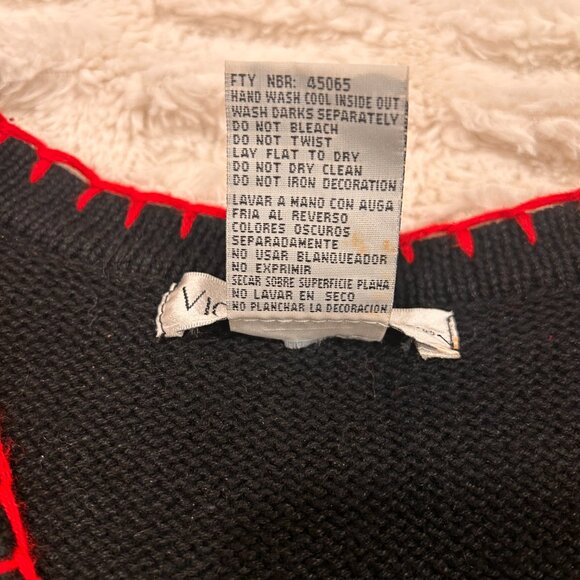 FTY NBR: 45065
HAND WASH COOL INSIDE OUT
WASH DARKS SEPARATELY
DO NOT BLEACH
DO NOT TWIST
LAY FLAT TO DRY
DO NOT DRY CLEAN
DO NOT IRON DECORATION
LAVAR A MANO CON AUGA
FRIA AL REVERSO
COLORES OSCUROS
SEPARADAMENTE
NO USAR BLANQUEADOR
NO EXPRIMIR
SECAR SOBRE SUPERFICIE PLANA
NO LAVAR EN SECO
NO PLANCHAR LA DECORACION